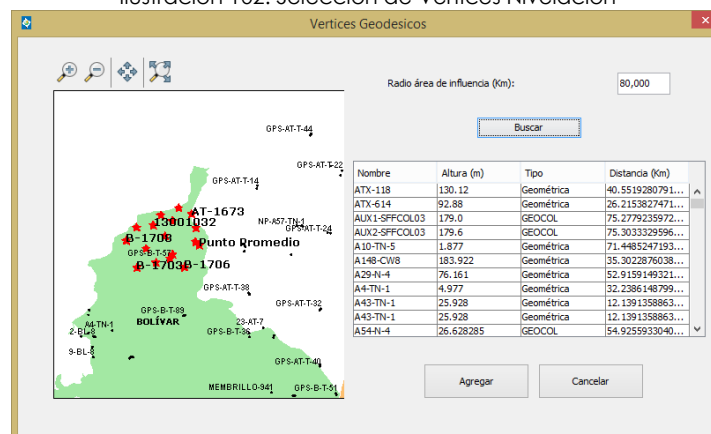 Ilustración 102. Selección de Vértices Nivelación
Vertices Geodesicos
Radio área de influencia (Km):
80,000
Buscar
GPS-AT-T-44
GPS-AT-T-22
GPS-AT-T-14
AT-1673
13001032
NP-A57-TN-1
GPS-AT-T-24
B-1708
Punto Promedio
GPS-B-T-57
B-1703
B-1706
GPS-AT-T-38
GPS-AT-T-32
GPS-B-T-89
A4-TN-1
BOLÍVAR
23-AT-7
2-BL-8
GPS-B-T-36
9-BL-8
GPS-AT-T-40
MEMBRILLO-941
GPS-B-T-51
Nombre Altura (m) Tipo Distancia (Km)
ATX-118 130.12 Geométrica 40.5519280791...
ATX-614 92.88 Geométrica 26.2153827471...
AUX1-SFFCOL03 179.0 GEOCOL 75.2779235972...
AUX2-SFFCOL03 179.6 GEOCOL 75.3033329596...
A10-TN-5 1.877 Geométrica 71.4485247193...
A148-CW8 183.922 Geométrica 35.3022876038...
A29-N-4 76.161 Geométrica 52.9159149321...
A4-TN-1 4.977 Geométrica 32.2386148799...
A43-TN-1 25.928 Geométrica 12.1391358863...
A43-TN-1 25.928 Geométrica 12.1391358863...
A54-N-4 26.628285 GEOCOL 54.9255933040...
Agregar
Cancelar